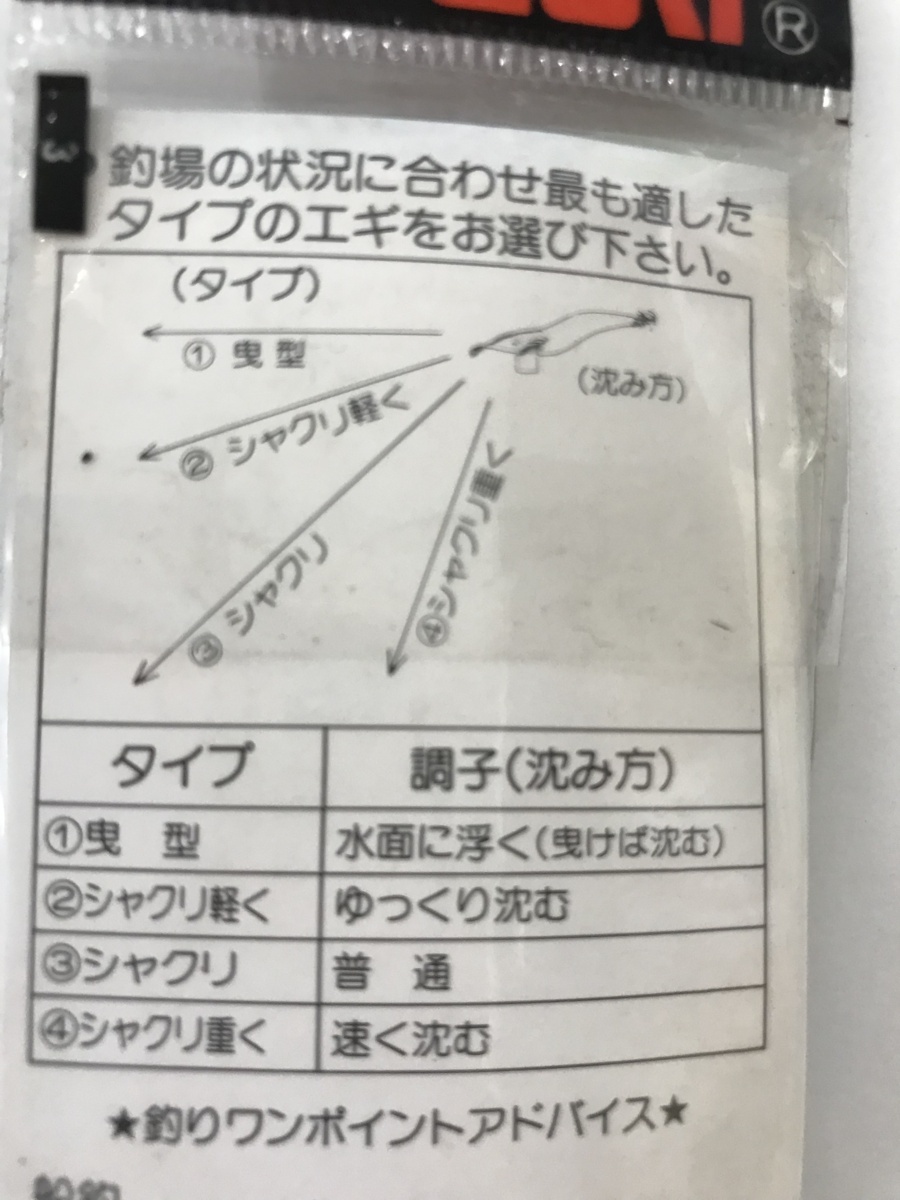 ®
3
釣場の状況に合わせ最も適した
タイプのエギをお選び下さい。
(タイプ)
① 曳 型
(沈み方)
② シャクリ軽く
③ シャクリ
④シャクリ重く
タイプ 調子(沈み方)
①曳 型 水面に浮く(曳けば沈む)
②シャクリ軽く ゆっくり沈む
③シャクリ 普 通
④シャクリ重く 速く沈む
★釣りワンポイントアドバイス★